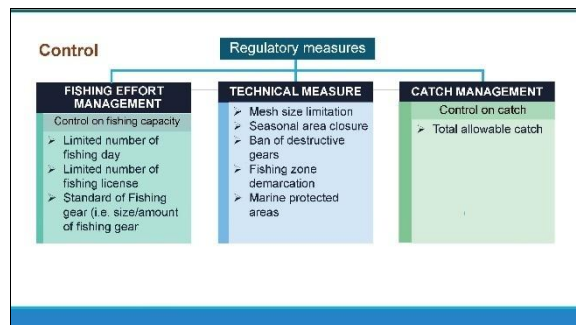 Control
Regulatory measures
FISHING EFFORT
MANAGEMENT
Control on fishing capacity
➢ Limited number of
fishing day
➢ Limited number of
fishing license
➢ Standard of Fishing
gear (i.e. size/amount
of fishing gear
TECHNICAL MEASURE
➢ Mesh size limitation
➢ Seasonal area closure
➢ Ban of destructive
gears
➢ Fishing zone
demarcation
➢ Marine protected
areas
CATCH MANAGEMENT
Control on catch
➢ Total allowable catch